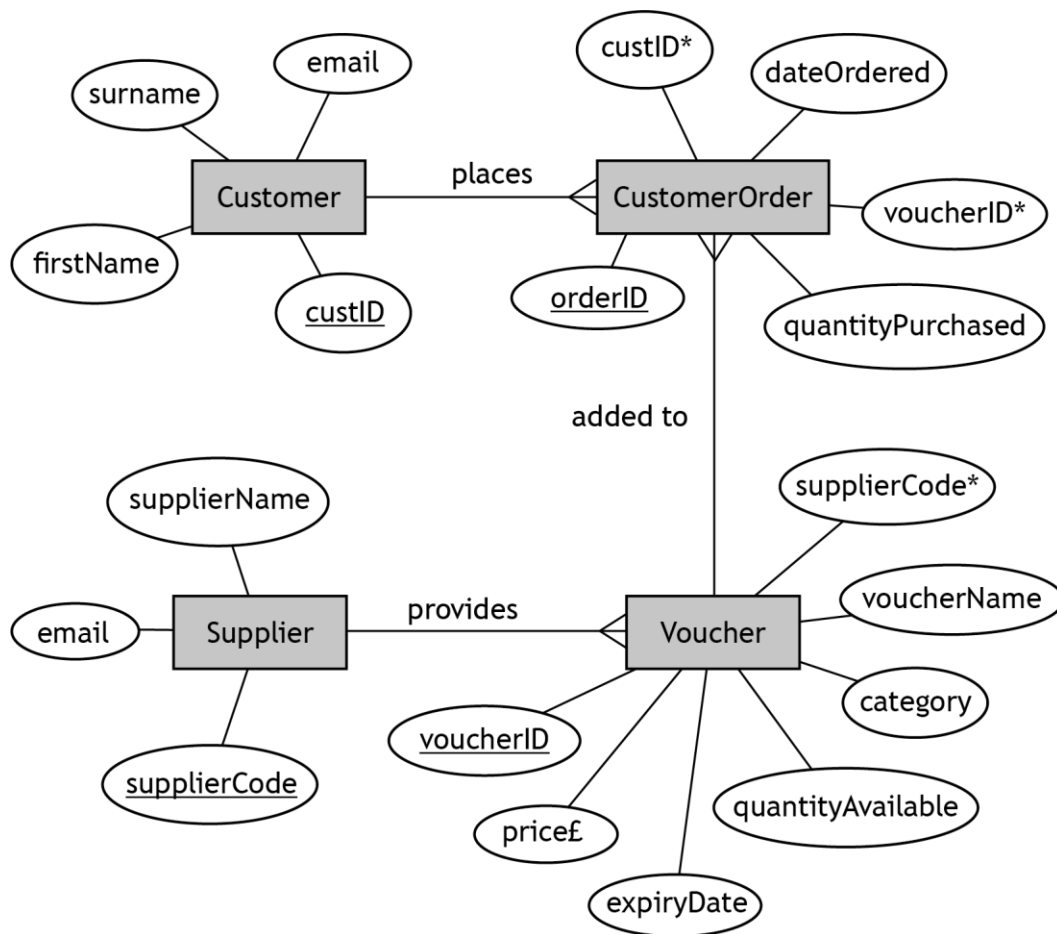 custID*
email
dateOrdered
surname
places
Customer
CustomerOrder
voucherID*
firstName
orderID
custID
quantityPurchased
added to
supplierCode*
supplierName
voucherName
provides
email
Supplier
Voucher
category
voucherID
supplierCode
quantityAvailable
price£
expiryDate